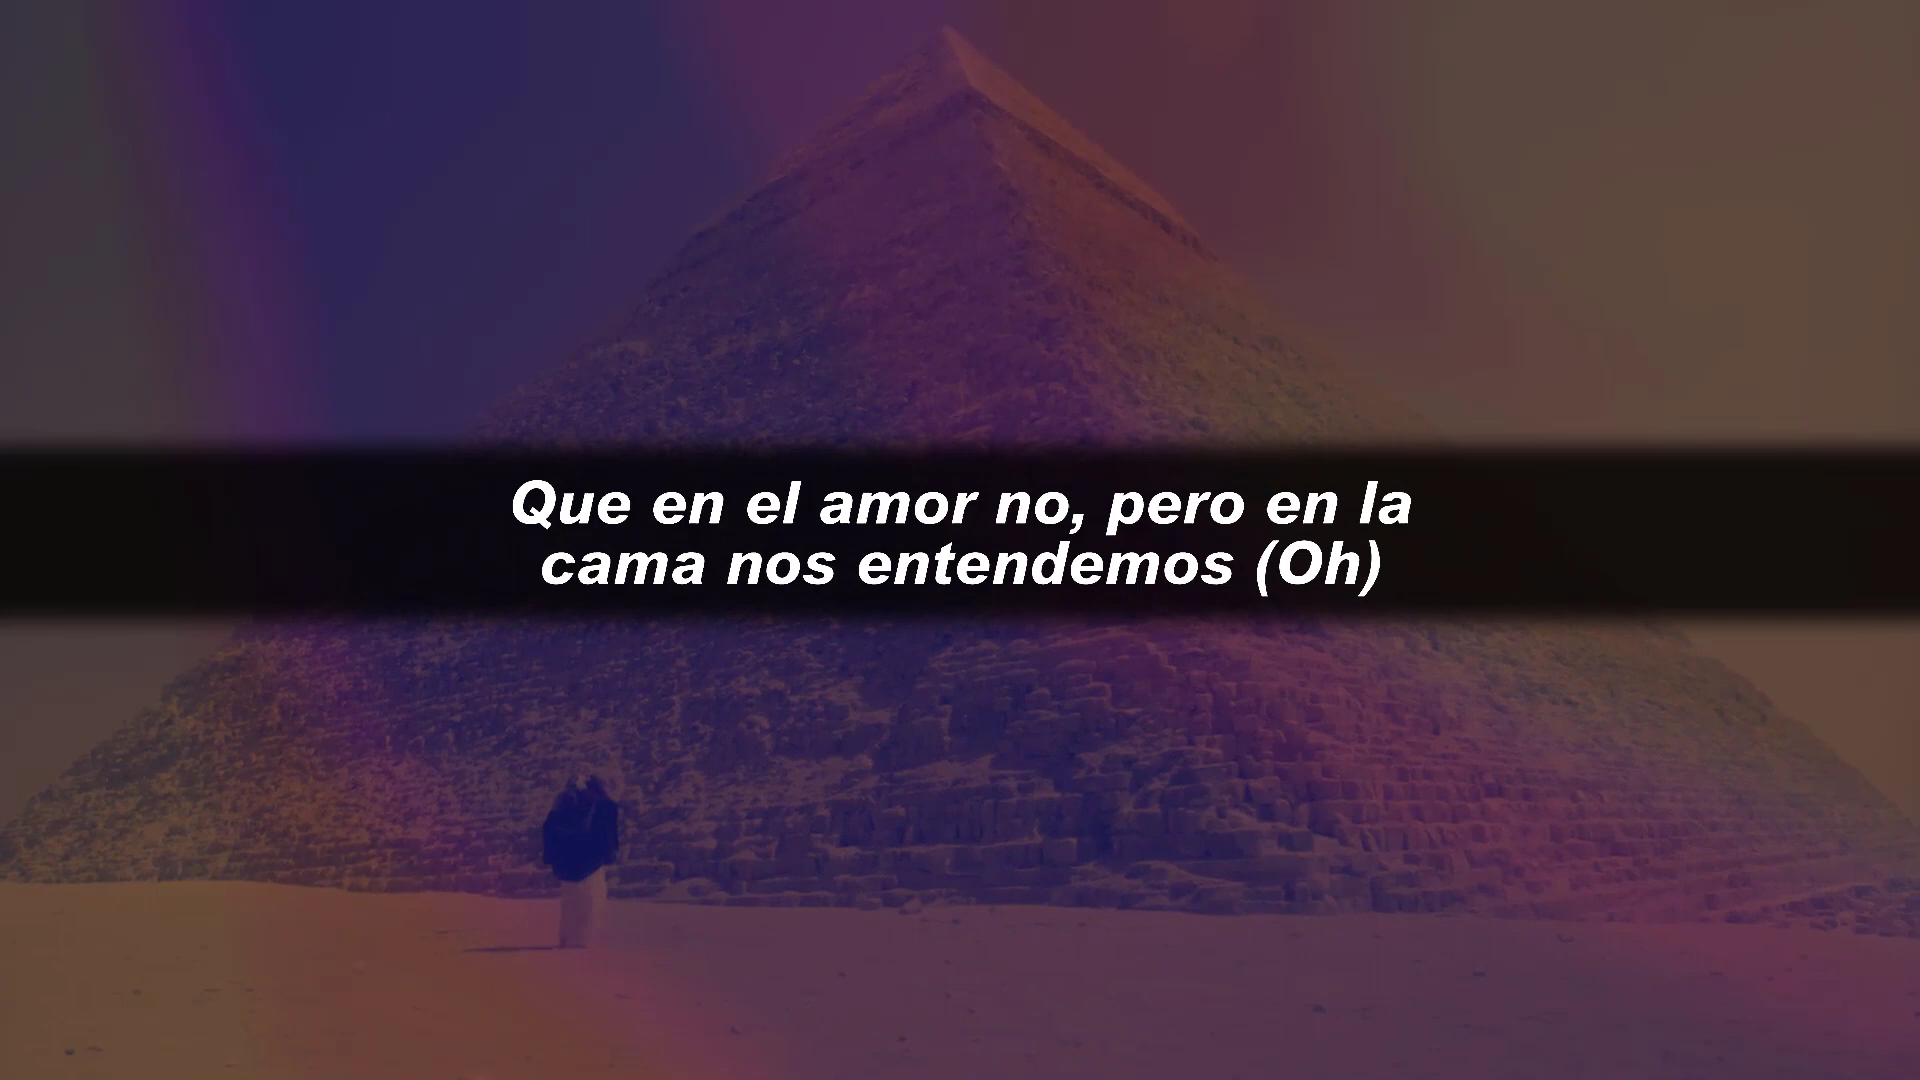 Que en el amor no, pero en la
cama nos entendemos (Oh)